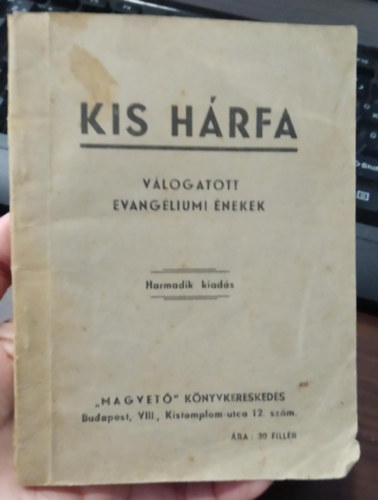 KIS HÁRFA
VÁLOGATOTT
EVANGÉLIUMI ÉNEKEK
Harmadik kiadás
„MAGVETŐ" KÖNYVKERESKEDÉS
Budapest, VIII, Kistemplom-utca 12. szám.
ÁRA: 30 FILLÉR